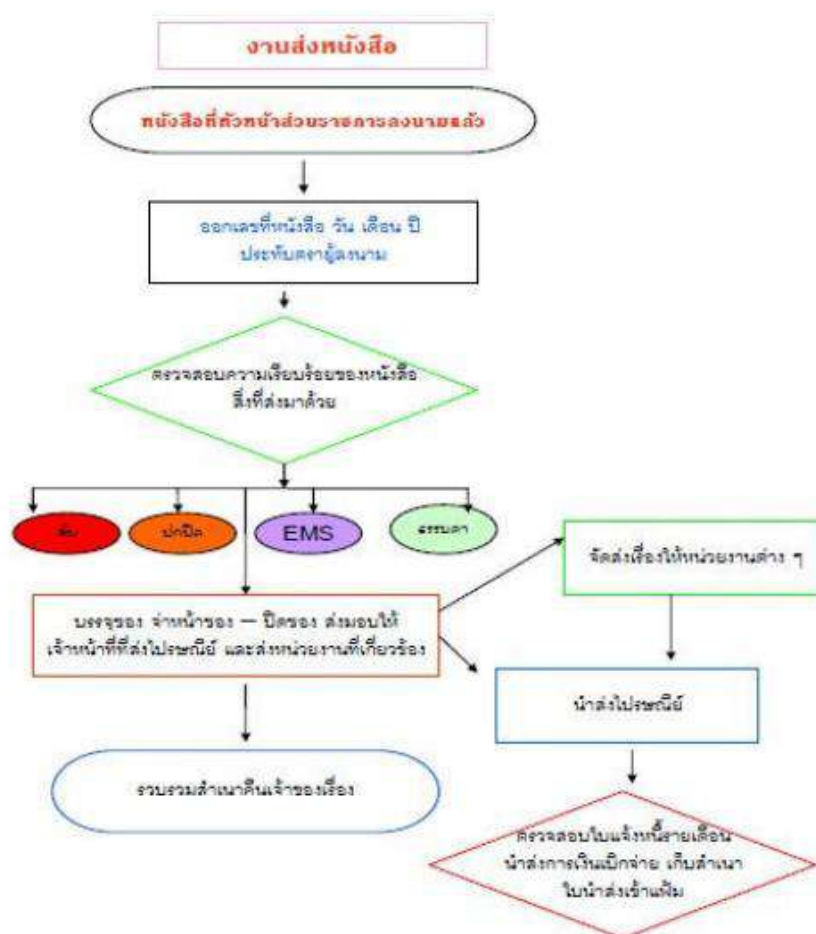 งานส่งหนังสือ
หนังสือที่หัวหน้าส่วนราชการลงนามแล้ว
ออกเลขที่หนังสือ วัน เดือน ปี
ประทับตราผู้ลงนาม
ตรวจสอบความเรียบร้อยของหนังสือ
สิ่งที่ส่งมาด้วย
ลับ
ปกปิด
EMS
ธรรมดา
จัดส่งเรื่องให้หน่วยงานต่าง ๆ
บรรจุซอง จ่าหน้าซอง – ปิดซอง ส่งมอบให้
เจ้าหน้าที่ที่ส่งไปรษณีย์ และส่งหน่วยงานที่เกี่ยวข้อง
นำส่งไปรษณีย์
รวบรวมสำเนาคืนเจ้าของเรื่อง
ตรวจสอบใบแจ้งหนี้รายเดือน
นำส่งการเงินเบิกจ่าย เก็บสำเนา
ใบนำส่งเข้าแฟ้ม